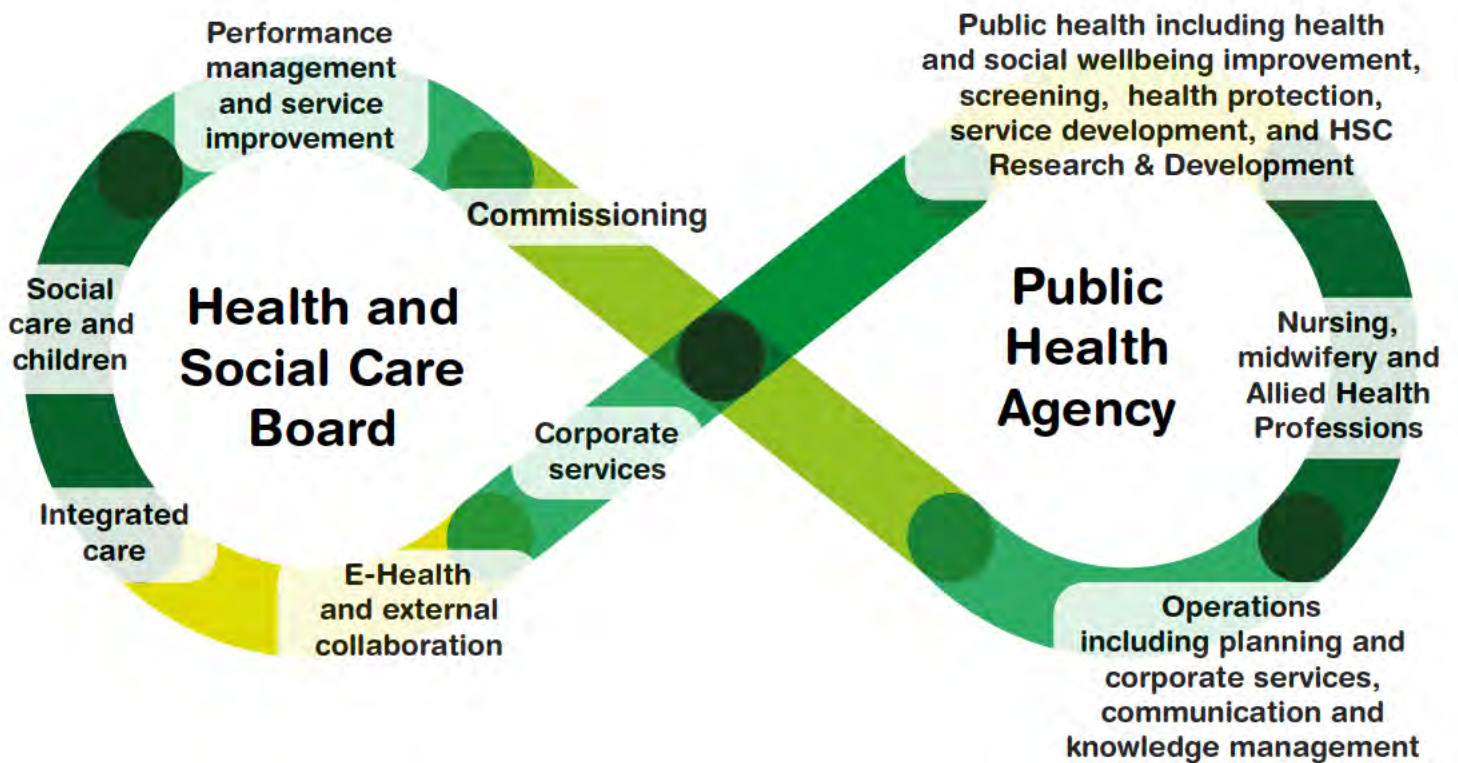 Performance
management
and service
improvement
Commissioning
Social
care and
children
Health and
Social Care
Board
Integrated
care
E-Health
and external
collaboration
Corporate
services
Public health including health
and social wellbeing improvement,
screening, health protection,
service development, and HSC
Research & Development
Public
Health
Agency
Nursing,
midwifery and
Allied Health
Professions
Operations
including planning and
corporate services,
communication and
knowledge management